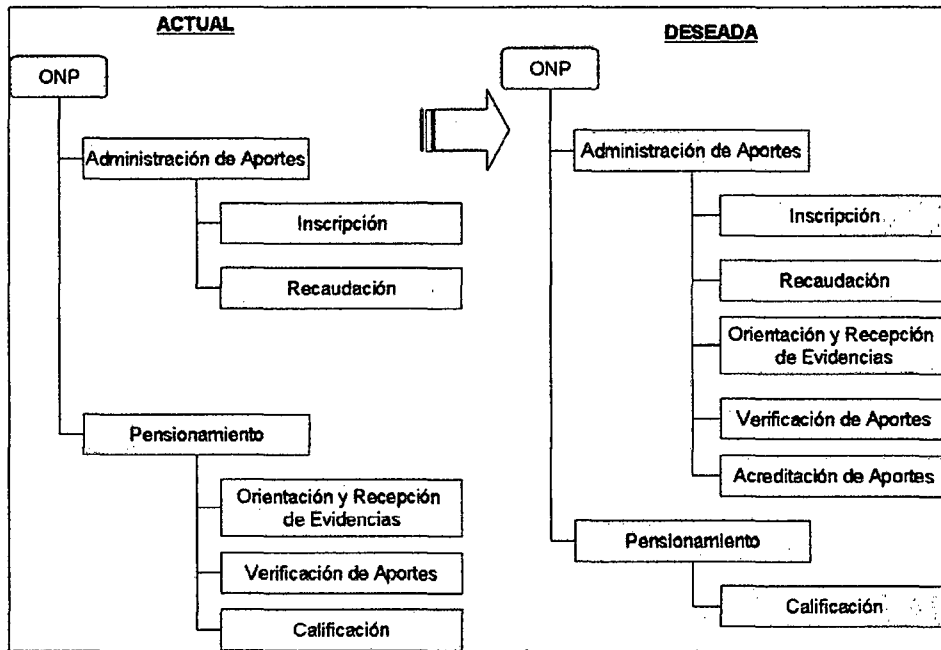 ACTUAL
ONP
Administración de Aportes
Inscripción
Recaudación
Pensionamiento
Orientación y Recepción
de Evidencias
Verificación de Aportes
Calificación
DESEADA
ONP
Administración de Aportes
Inscripción
Recaudación
Orientación y Recepción
de Evidencias
Verificación de Aportes
Acreditación de Aportes
Pensionamiento
Calificación